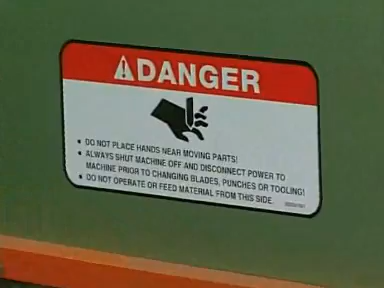 DANGER
• DO NOT PLACE HANDS NEAR MOVING PARTS!
• ALWAYS SHUT MACHINE OFF AND DISCONNECT POWER TO
MACHINE PRIOR TO CHANGING BLADES, PUNCHES OR TOOLING!
• DO NOT OPERATE OR FEED MATERIAL FROM THIS SIDE.